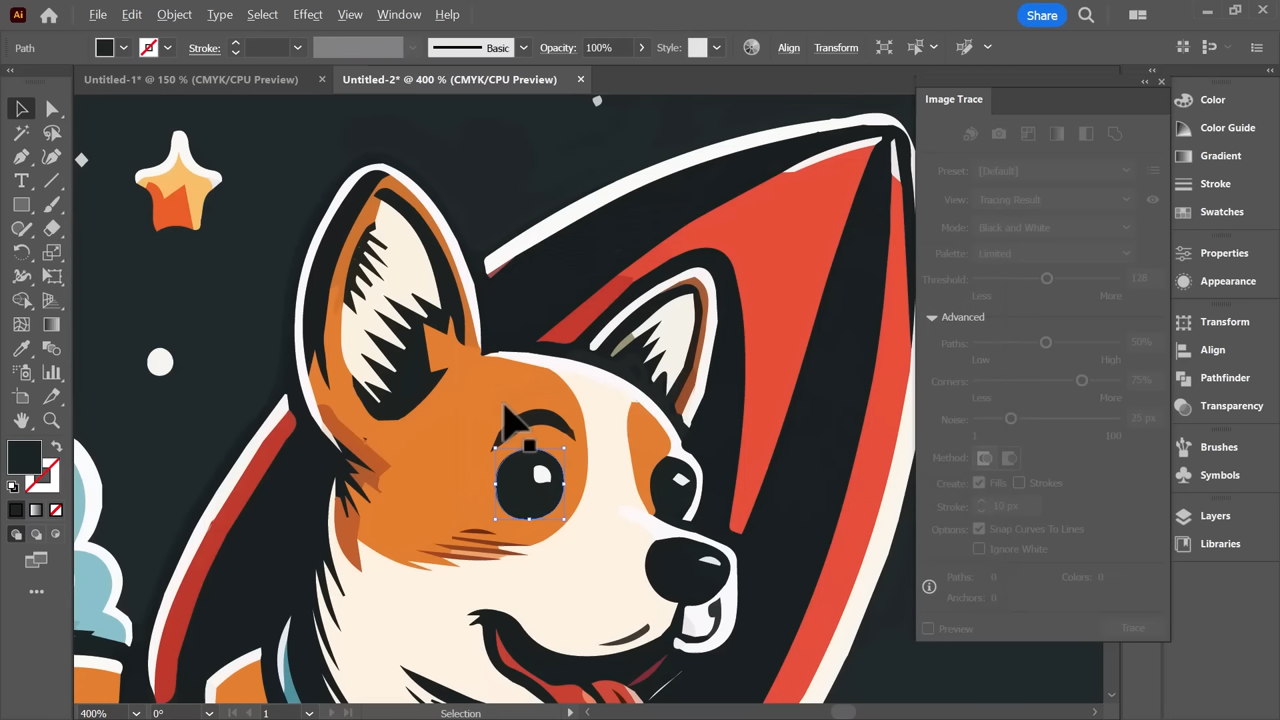 Ai File Edit Object Type Select Effect View Window Help Share
Path Stroke: Basic Opacity: 100% Style: Align Transform
Untitled-1* @ 150 % (CMYK/CPU Preview) Untitled-2* @ 400 % (CMYK/CPU Preview)
Image Trace
Preset: [Default]
View: Tracing Result
Mode: Black and White
Palette: Limited
Threshold: 128
Less More
Advanced
Paths: 50%
Low High
Corners: 75%
Less More
Noise: 25 px
1 100
Method:
Create: Fills Strokes
Stroke: 10 px
Options: Snap Curves To Lines
Ignore White
Paths: 0 Colors: 0
Anchors: 0
Preview Trace
Color
Color Guide
Gradient
Stroke
Swatches
Properties
Appearance
Transform
Align
Pathfinder
Transparency
Brushes
Symbols
Layers
Libraries
400% 0° 1 Selection